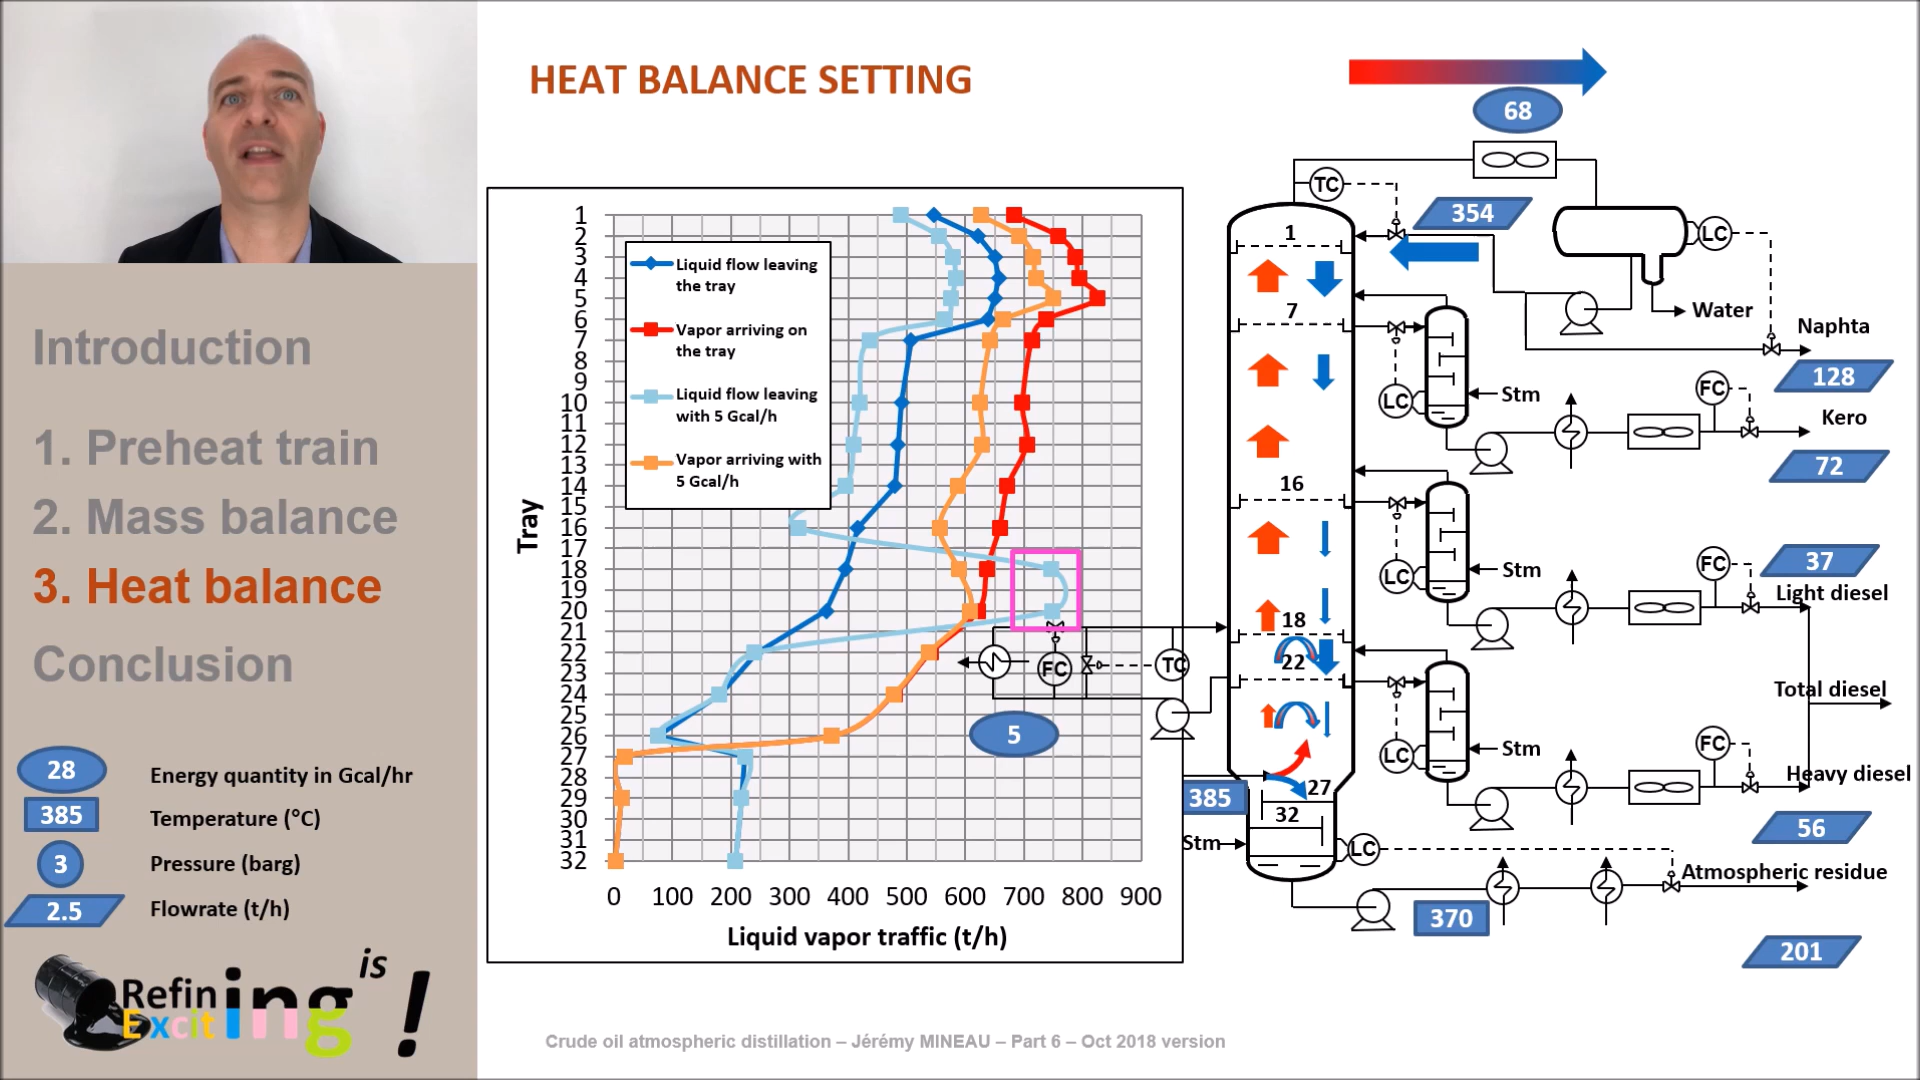 HEAT BALANCE SETTING
Introduction
1. Preheat train
2. Mass balance
3. Heat balance
Conclusion
28 Energy quantity in Gcal/hr
385 Temperature (°C)
3 Pressure (barg)
2.5 Flowrate (t/h)
Refining is
Exciting !
Tray
1
2
3
4
5
6
7
8
9
10
11
12
13
14
15
16
17
18
19
20
21
22
23
24
25
26
27
28
29
30
31
32
Liquid flow leaving
the tray
Vapor arriving on
the tray
Liquid flow leaving
with 5 Gcal/h
Vapor arriving with
5 Gcal/h
0 100 200 300 400 500 600 700 800 900
Liquid vapor traffic (t/h)
68
TC
354
LC
1
7
Water
Naphta
128
LC
Stm
FC
Kero
72
16
LC
Stm
FC
37
Light diesel
18
22
FC
TC
5
Total diesel
LC
Stm
FC
Heavy diesel
56
385
27
32
Stm
LC
Atmospheric residue
370
201
Crude oil atmospheric distillation – Jérémy MINEAU – Part 6 – Oct 2018 version